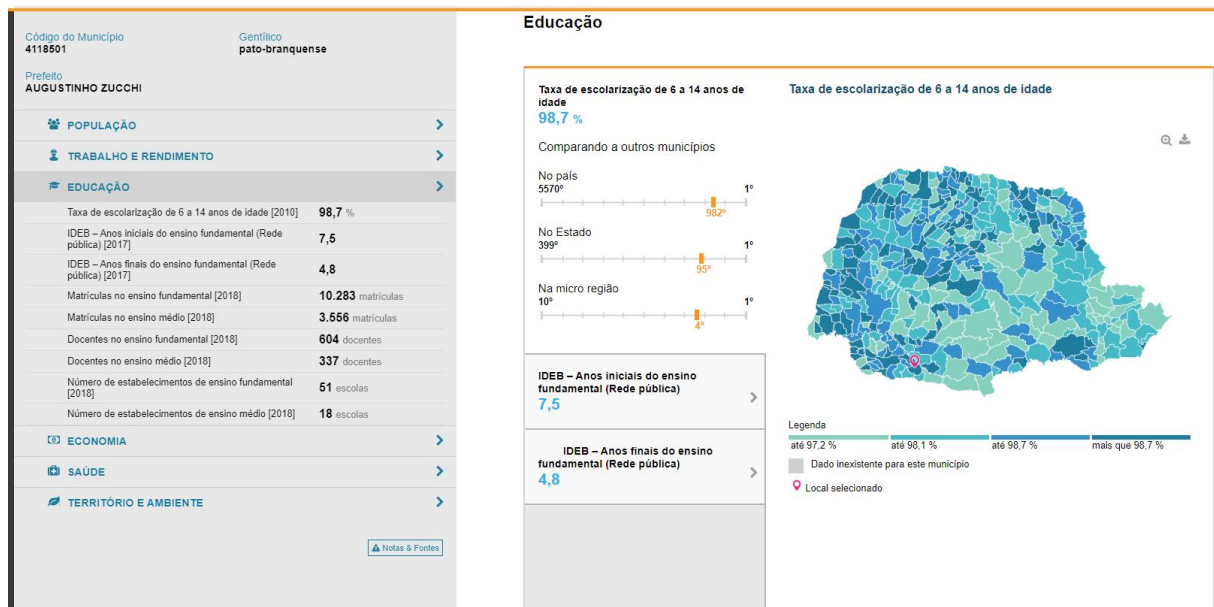 Código do Município Gentílico
4118501 pato-branquense
Prefeito
AUGUSTINHO ZUCCHI
POPULAÇÃO
TRABALHO E RENDIMENTO
EDUCAÇÃO
Taxa de escolarização de 6 a 14 anos de idade [2010] 98,7 %
IDEB – Anos iniciais do ensino fundamental (Rede
pública) [2017] 7,5
IDEB – Anos finais do ensino fundamental (Rede
pública) [2017] 4,8
Matrículas no ensino fundamental [2018] 10.283 matrículas
Matrículas no ensino médio [2018] 3.556 matrículas
Docentes no ensino fundamental [2018] 604 docentes
Docentes no ensino médio [2018] 337 docentes
Número de estabelecimentos de ensino fundamental
[2018] 51 escolas
Número de estabelecimentos de ensino médio [2018] 18 escolas
ECONOMIA
SAÚDE
TERRITÓRIO E AMBIENTE
Notas & Fontes
Educação
Taxa de escolarização de 6 a 14 anos de
idade
98,7 %
Comparando a outros municípios
No país
5570º 1º
982º
No Estado
399º 1º
95º
Na micro região
10º 1º
4º
IDEB – Anos iniciais do ensino
fundamental (Rede pública)
7,5
IDEB – Anos finais do ensino
fundamental (Rede pública)
4,8
Taxa de escolarização de 6 a 14 anos de idade
Legenda
até 97,2 % até 98,1 % até 98,7 % mais que 98,7 %
Dado inexistente para este município
Local selecionado